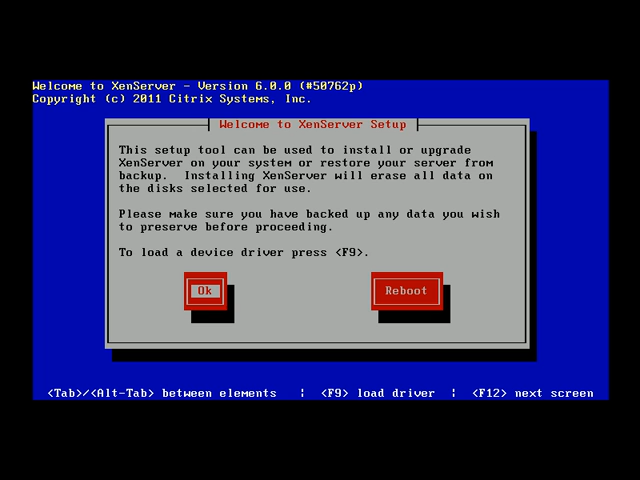 Welcome to XenServer - Version 6.0.0 (#50762p)
Copyright (c) 2011 Citrix Systems, Inc.
Welcome to XenServer Setup
This setup tool can be used to install or upgrade
XenServer on your system or restore your server from
backup.  Installing XenServer will erase all data on
the disks selected for use.
Please make sure you have backed up any data you wish
to preserve before proceeding.
To load a device driver press <F9>.
Ok
Reboot
<Tab>/<Alt-Tab> between elements   ¦  <F9> load driver  ¦  <F12> next screen